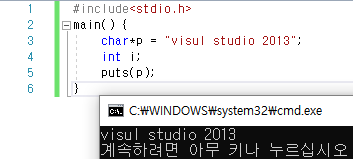 1 #include<stdio.h>
2 main() {
3 char*p = "visul studio 2013";
4 int i;
5 puts(p);
6 }
C:\WINDOWS\system32\cmd.exe
visul studio 2013
계속하려면 아무 키나 누르십시오